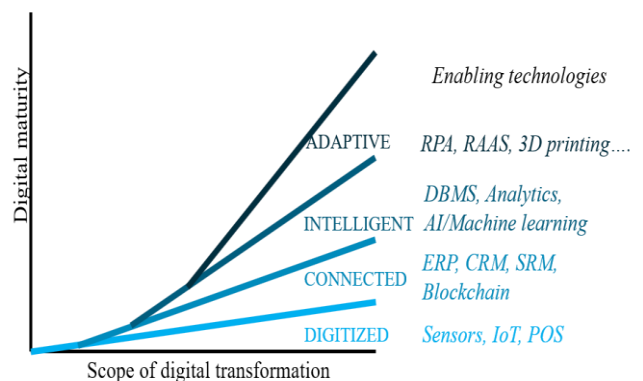 Digital maturity
Enabling technologies
ADAPTIVE
RPA, RAAS, 3D printing....
INTELLIGENT
DBMS, Analytics,
AI/Machine learning
CONNECTED
ERP, CRM, SRM,
Blockchain
DIGITIZED
Sensors, IoT, POS
Scope of digital transformation